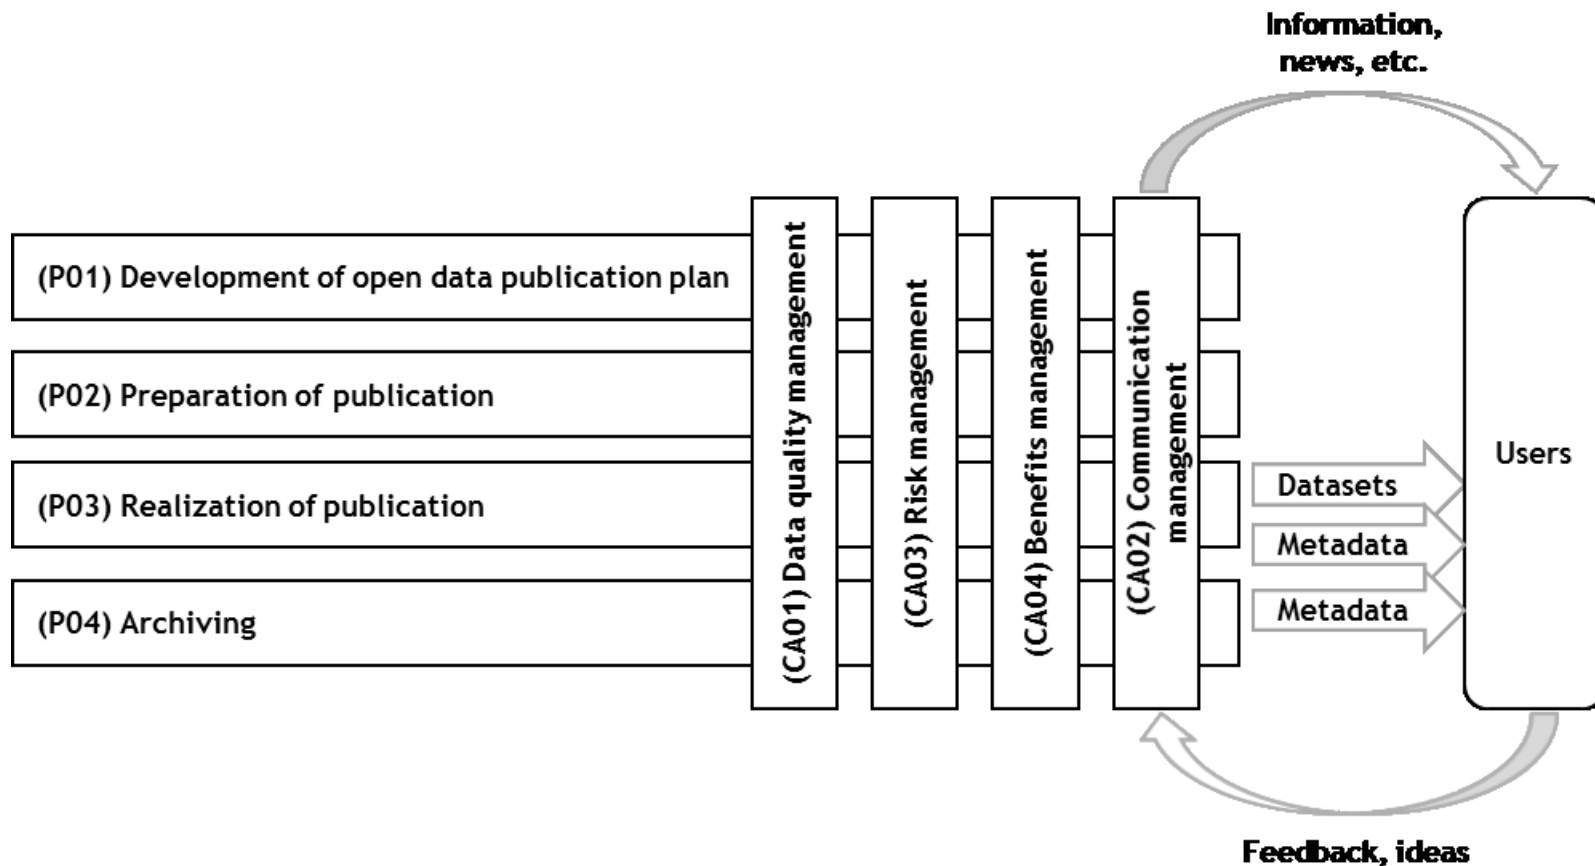 Information,
news, etc.
(P01) Development of open data publication plan
(P02) Preparation of publication
(P03) Realization of publication
(P04) Archiving
(CA01) Data quality management
(CA03) Risk management
(CA04) Benefits management
(CA02) Communication
management
Datasets
Metadata
Metadata
Users
Feedback, ideas